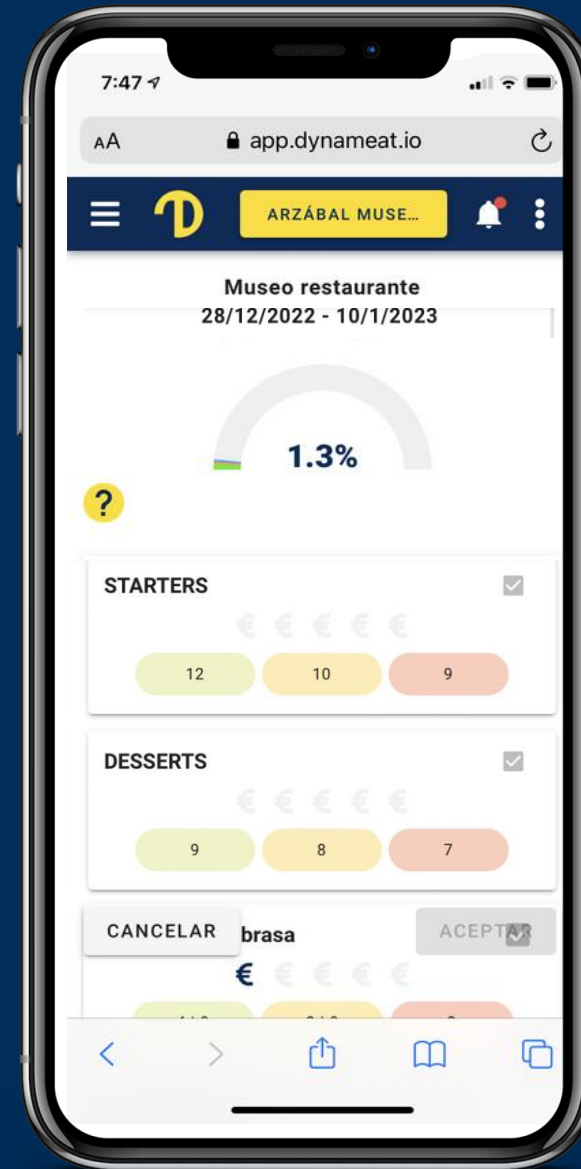 7:47
AA app.dynameat.io
ARZÁBAL MUSE...
Museo restaurante
28/12/2022 - 10/1/2023
1.3%
?
STARTERS
€ € € € €
12 10 9
DESSERTS
€ € € € €
9 8 7
CANCELAR brasa ACEPTAR
€ € € € €